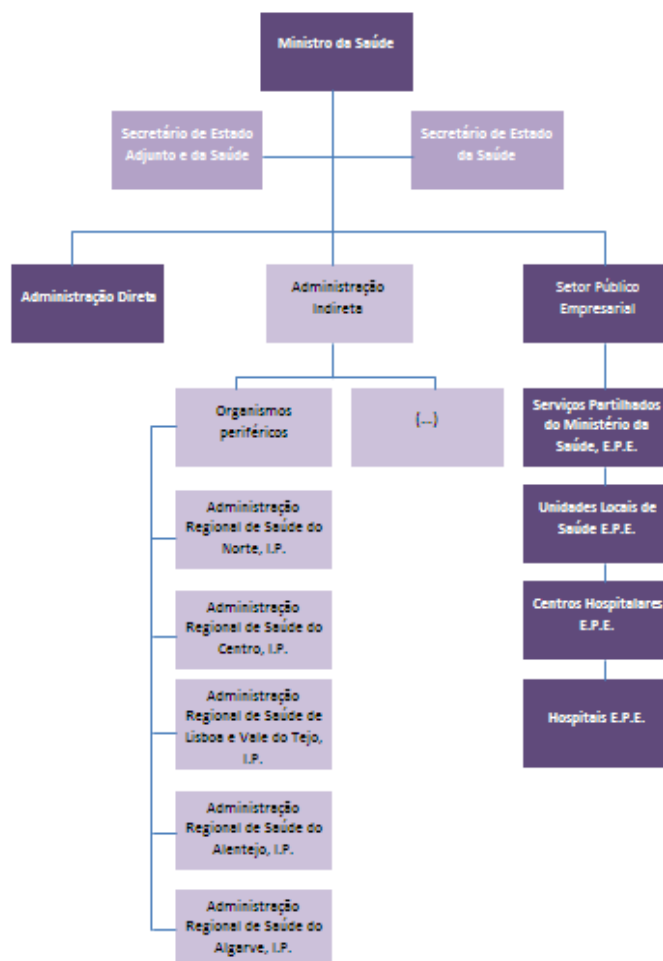 Ministro da Saúde
Secretário de Estado
Adjunto e da Saúde
Secretário de Estado
da Saúde
Administração Direta
Administração
Indireta
Setor Público
Empresarial
Organismos
periféricos
(...)
Serviços Partilhados
do Ministério da
Saúde, E.P.E.
Administração
Regional de Saúde do
Norte, I.P.
Unidades Locais de
Saúde E.P.E.
Administração
Regional de Saúde do
Centro, I.P.
Centros Hospitalares
E.P.E.
Administração
Regional de Saúde de
Lisboa e Vale do Tejo,
I.P.
Hospitais E.P.E.
Administração
Regional de Saúde do
Alentejo, I.P.
Administração
Regional de Saúde do
Algarve, I.P.